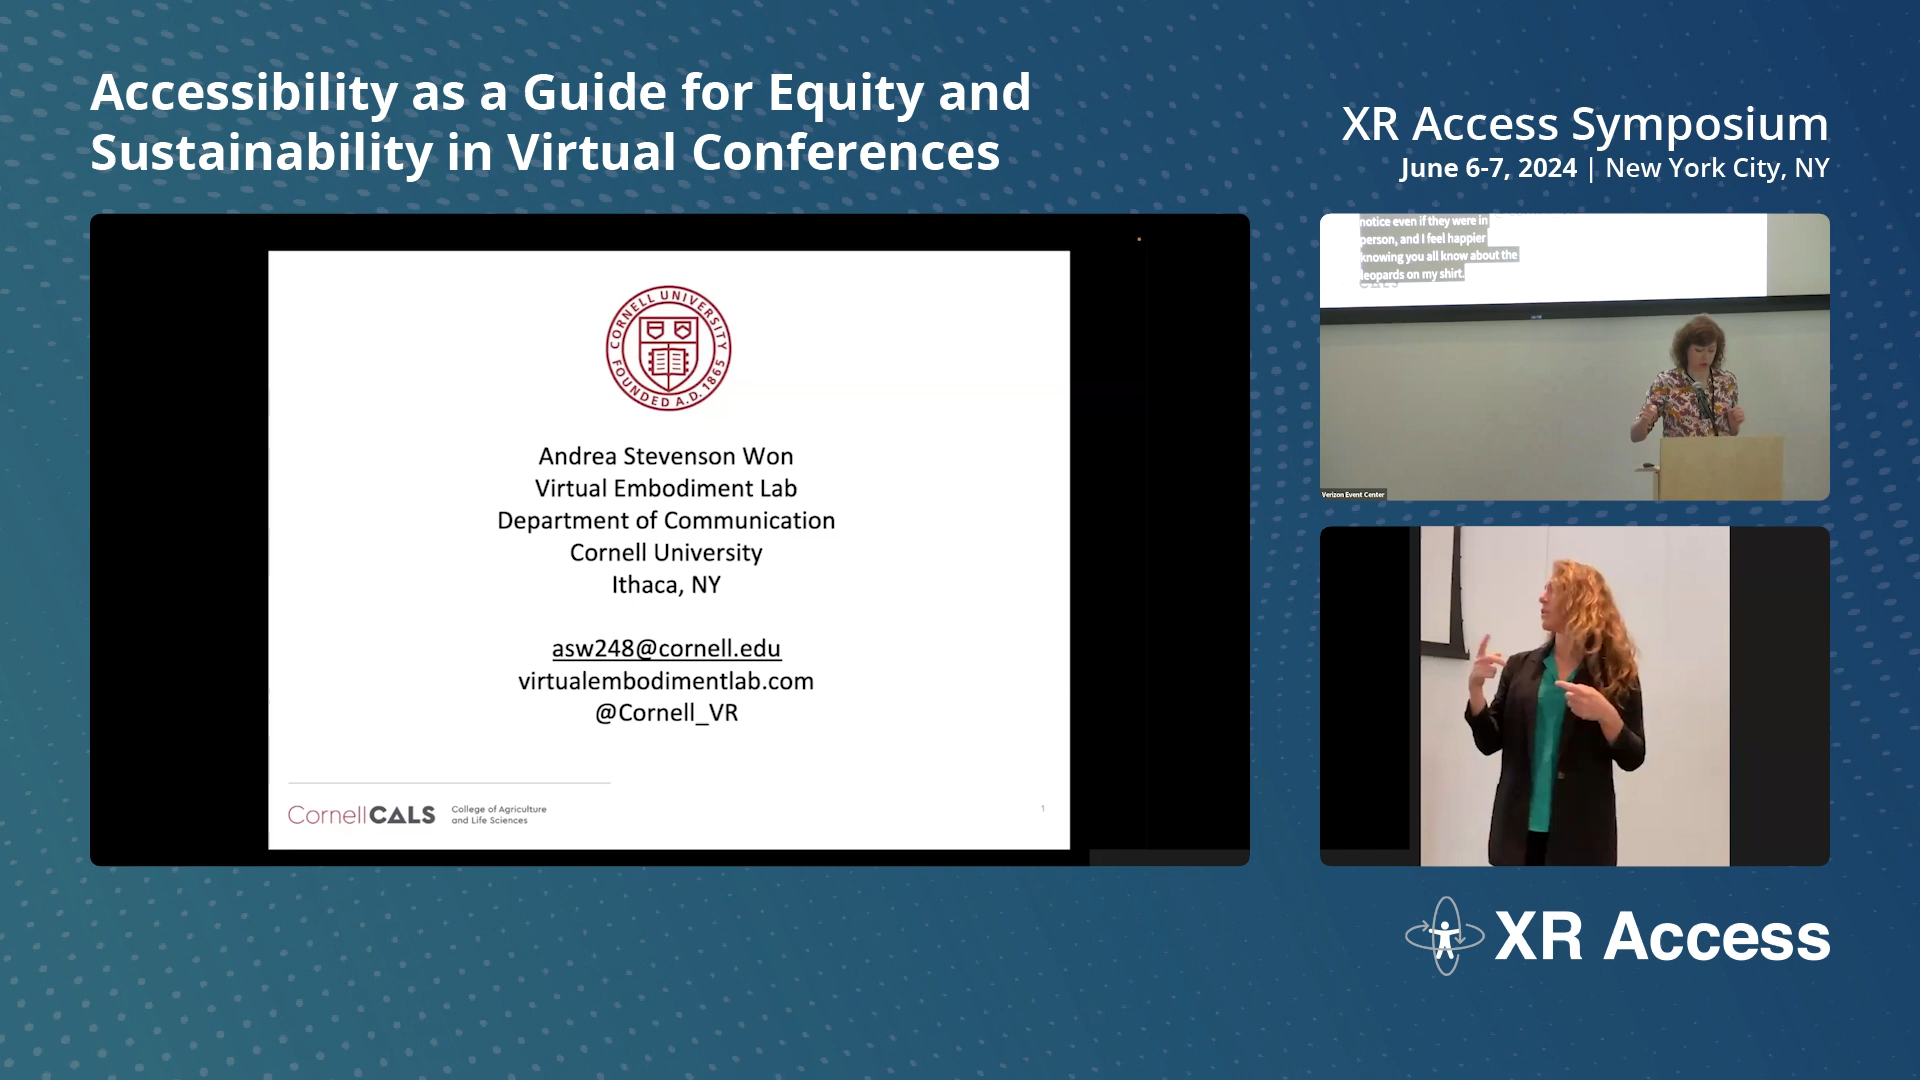 Accessibility as a Guide for Equity and
Sustainability in Virtual Conferences
XR Access Symposium
June 6-7, 2024 | New York City, NY
CORNELL UNIVERSITY
FOUNDED A.D. 1865
Andrea Stevenson Won
Virtual Embodiment Lab
Department of Communication
Cornell University
Ithaca, NY
asw248@cornell.edu
virtualembodimentlab.com
@Cornell_VR
CornellCALS
College of Agriculture
and Life Sciences
1
notice even if they were in
person, and I feel happier
knowing you all know about the
leopards on my shirt.
Verizon Event Center
XR Access